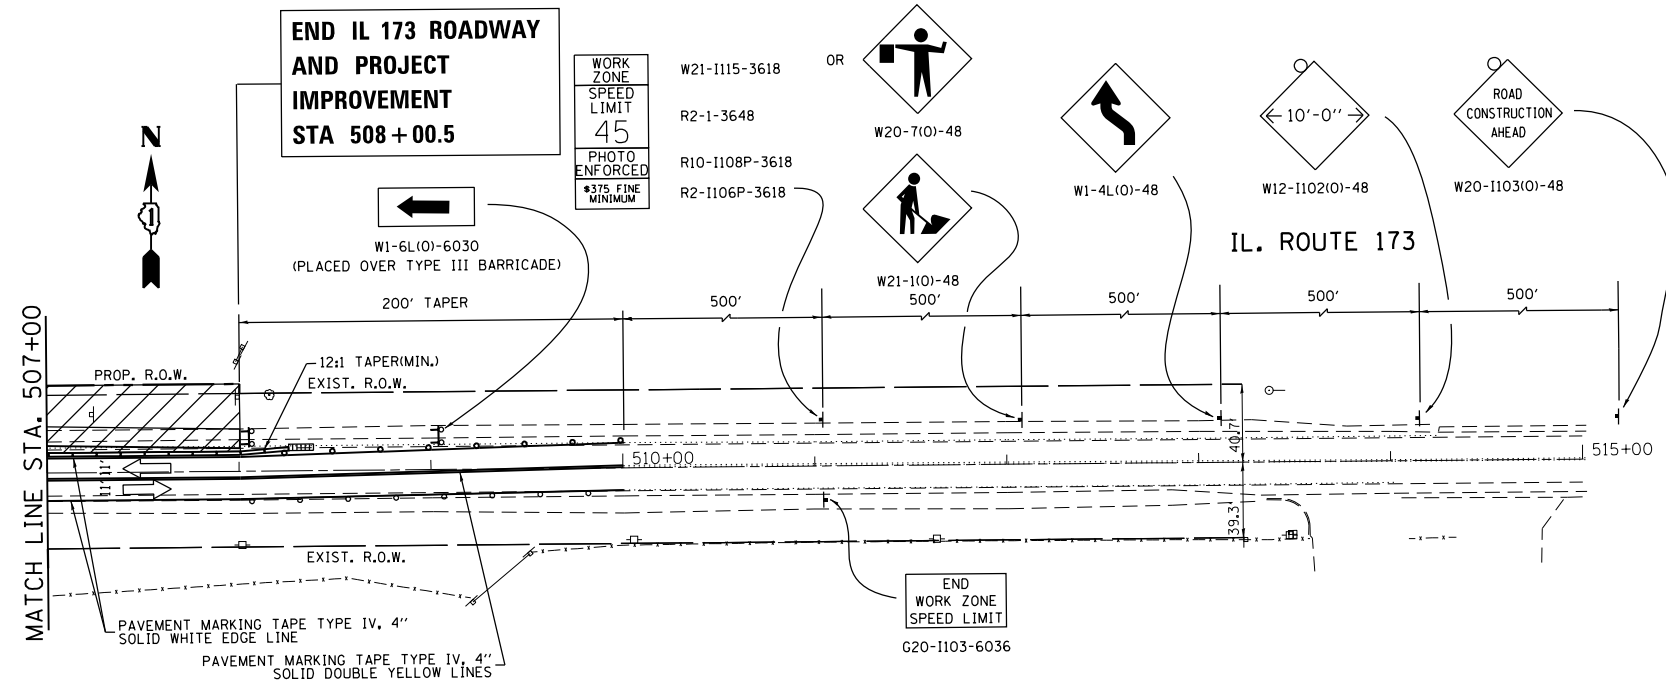 END IL 173 ROADWAY
AND PROJECT
IMPROVEMENT
STA 508+00.5
WORK
ZONE
SPEED
LIMIT
45
PHOTO
ENFORCED
$375 FINE
MINIMUM
W21-I115-3618
R2-1-3648
R10-I108P-3618
R2-I106P-3618
OR
W20-7(O)-48
W21-1(O)-48
W1-4L(O)-48
10'-0''
W12-I102(O)-48
ROAD
CONSTRUCTION
AHEAD
W20-I103(O)-48
N
1
W1-6L(O)-6030
(PLACED OVER TYPE III BARRICADE)
IL. ROUTE 173
200' TAPER
500'
500'
500'
500'
500'
MATCH LINE STA. 507+00
PROP. R.O.W.
12:1 TAPER(MIN.)
EXIST. R.O.W.
40.7'
510+00
515+00
11'
11'
39.3'
EXIST. R.O.W.
END
WORK ZONE
SPEED LIMIT
G20-I103-6036
PAVEMENT MARKING TAPE TYPE IV, 4''
SOLID WHITE EDGE LINE
PAVEMENT MARKING TAPE TYPE IV, 4''
SOLID DOUBLE YELLOW LINES